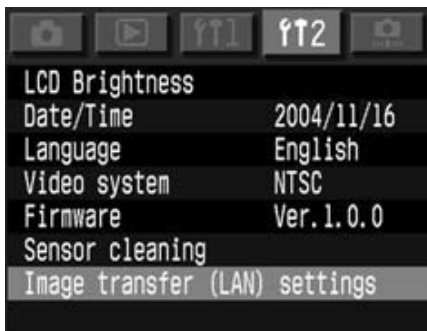 LCD Brightness
Date/Time 2004/11/16
Language English
Video system NTSC
Firmware Ver.1.0.0
Sensor cleaning
Image transfer (LAN) settings